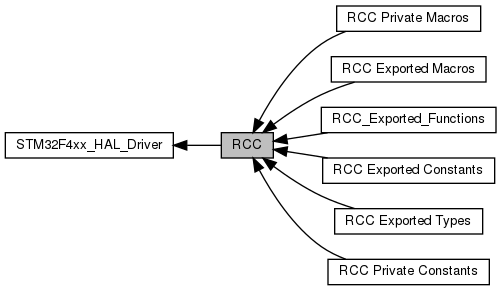 RCC Private Macros
RCC Exported Macros
RCC_Exported_Functions
STM32F4xx_HAL_Driver
RCC
RCC Exported Constants
RCC Exported Types
RCC Private Constants